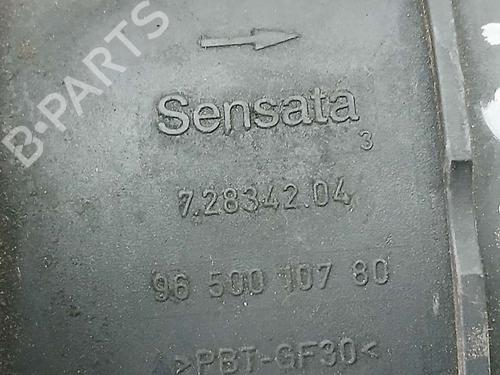 B-PARTS
Sensata
3
7.28342.04
96 500 107 80
>PBT-GF30<